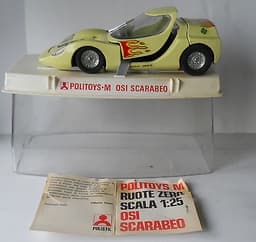 POLITOYS-M OSI SCARABEO
POLITOYS-M
RUOTE ZERO
SCALA 1:25
OSI
SCARABEO
POLISTIL